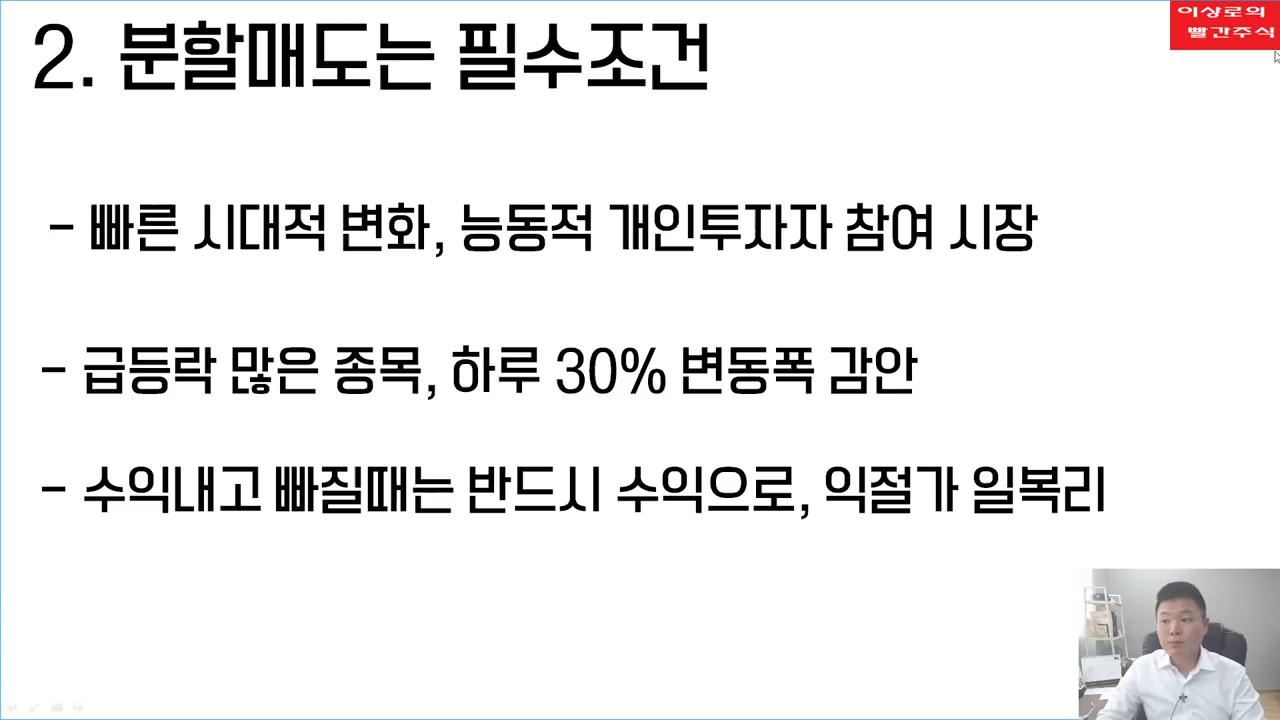 이상로의
빨간주식
2. 분할매도는 필수조건
- 빠른 시대적 변화, 능동적 개인투자자 참여 시장
- 급등락 많은 종목, 하루 30% 변동폭 감안
- 수익내고 빠질때는 반드시 수익으로, 익절가 일복리